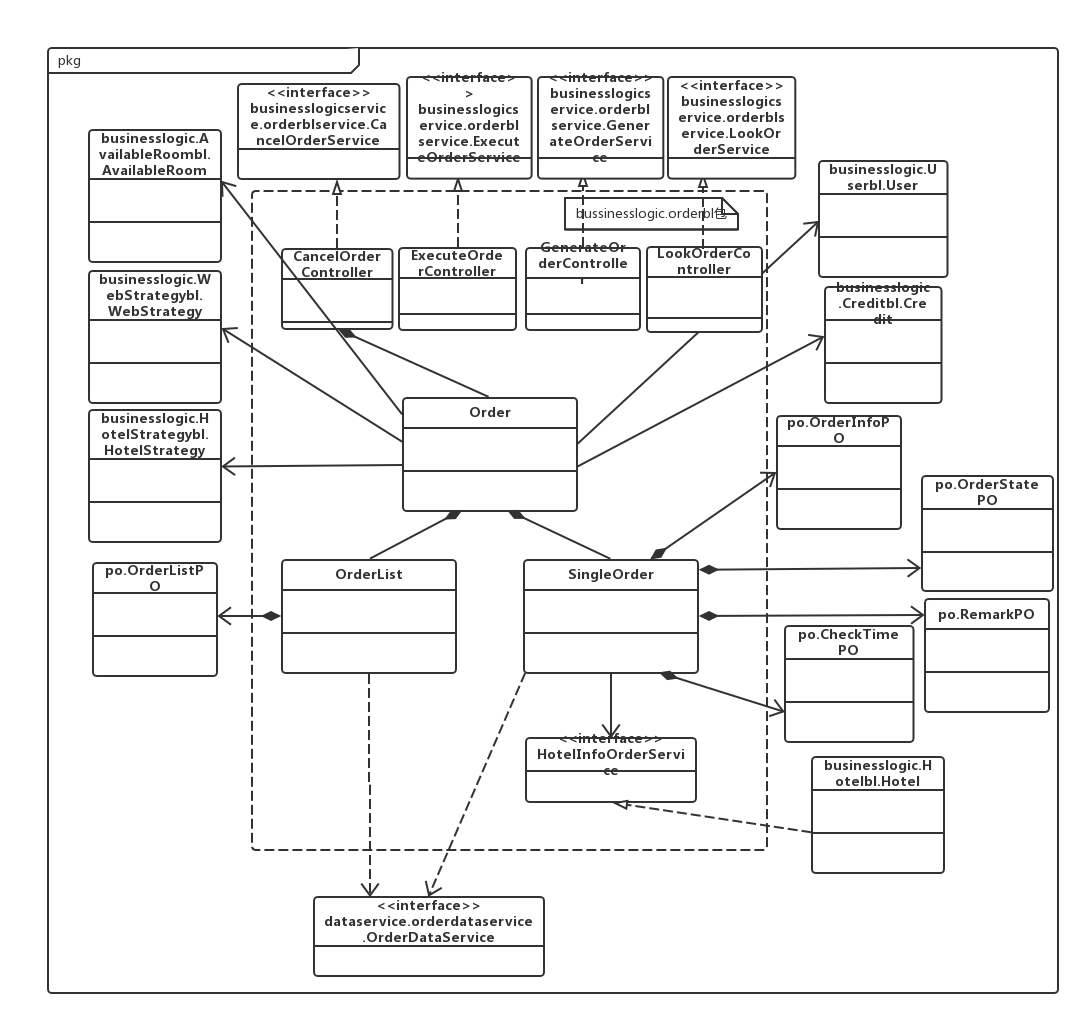 pkg
<<interface>>
businesslogicservic
e.orderblservice.Ca
ncelOrderService
<<interface>
>
businesslogics
ervice.orderbl
service.Execut
eOrderService
<<interface>>
businesslogics
ervice.orderbl
service.Gener
ateOrderServi
ce
<<interface>>
businesslogics
ervice.orderbls
ervice.LookOr
derService
businesslogic.A
vailableRoombl.
AvailableRoom
businesslogic.U
serbl.User
bussinesslogic.orderbl包
CancelOrder
Controller
ExecuteOrde
rController
GenerateOr
derControlle
r
LookOrderCo
ntroller
businesslogic.W
ebStrategybl.
WebStrategy
businesslogic
.Creditbl.Cre
dit
Order
businesslogic.H
otelStrategybl.
HotelStrategy
po.OrderInfoP
O
po.OrderState
PO
po.OrderListP
O
OrderList
SingleOrder
po.RemarkPO
po.CheckTime
PO
<<interface>>
HotelInfoOrderServi
ce
businesslogic.H
otelbl.Hotel
<<interface>>
dataservice.orderdataservice
.OrderDataService